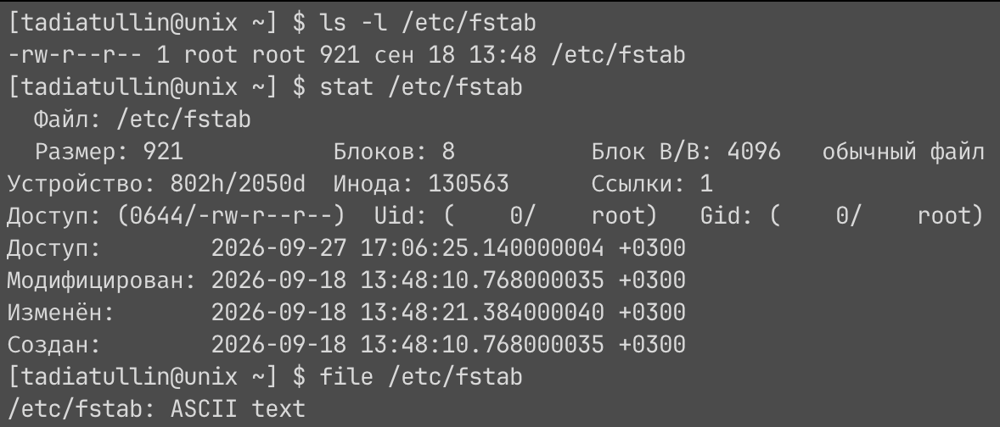 [tadiatullin@unix ~] $ ls -l /etc/fstab
-rw-r--r-- 1 root root 921 сен 18 13:48 /etc/fstab
[tadiatullin@unix ~] $ stat /etc/fstab
  Файл: /etc/fstab
  Размер: 921           Блоков: 8          Блок В/В: 4096   обычный файл
Устройство: 802h/2050d  Инода: 130563      Ссылки: 1
Доступ: (0644/-rw-r--r--)  Uid: (    0/    root)   Gid: (    0/    root)
Доступ:        2026-09-27 17:06:25.140000004 +0300
Модифицирован: 2026-09-18 13:48:10.768000035 +0300
Изменён:       2026-09-18 13:48:21.384000040 +0300
Создан:        2026-09-18 13:48:10.768000035 +0300
[tadiatullin@unix ~] $ file /etc/fstab
/etc/fstab: ASCII text